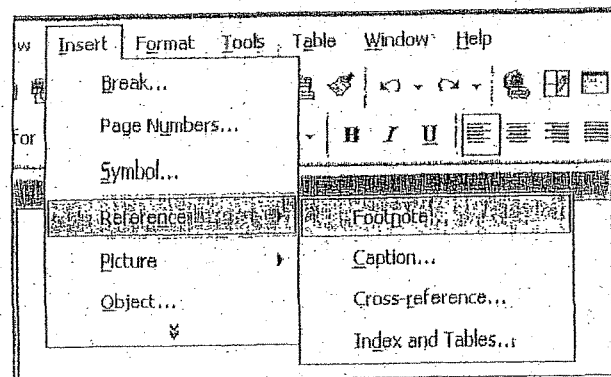 w Insert Format Tools Table Window Help
Break...
Page Numbers...
for B I U
Symbol...
Reference Footnote...
Picture Caption...
Object... Cross-reference...
Index and Tables...